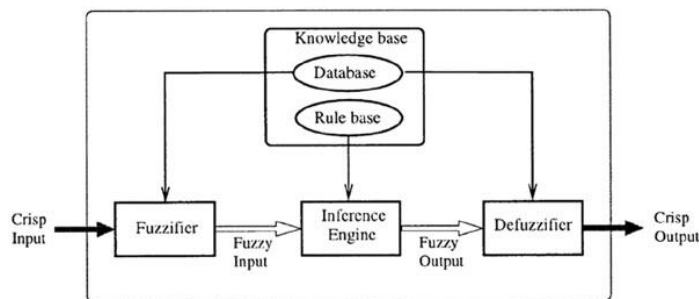 Knowledge base
Database
Rule base
Crisp
Input
Fuzzifier
Fuzzy
Input
Inference
Engine
Fuzzy
Output
Defuzzifier
Crisp
Output